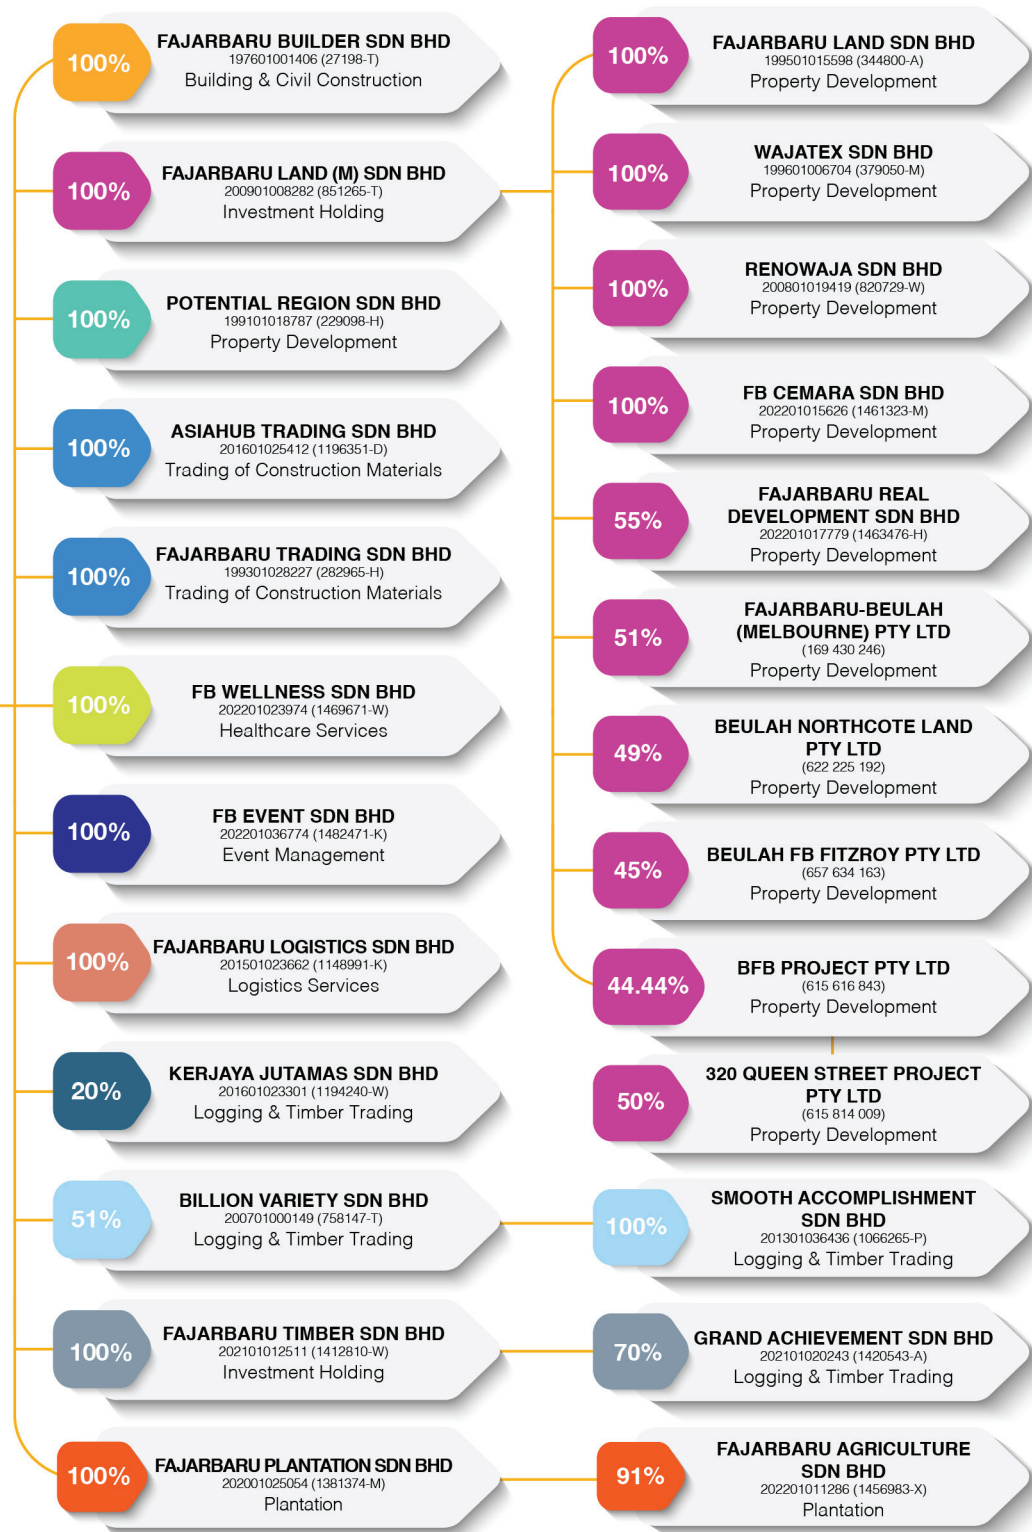 100%
FAJARBARU BUILDER SDN BHD
197601001406 (27198-T)
Building & Civil Construction
100%
FAJARBARU LAND (M) SDN BHD
200901008282 (851265-T)
Investment Holding
100%
POTENTIAL REGION SDN BHD
199101018787 (229098-H)
Property Development
100%
ASIAHUB TRADING SDN BHD
201601025412 (1196351-D)
Trading of Construction Materials
100%
FAJARBARU TRADING SDN BHD
199301028227 (282965-H)
Trading of Construction Materials
100%
FB WELLNESS SDN BHD
202201023974 (1469671-W)
Healthcare Services
100%
FB EVENT SDN BHD
202201036774 (1482471-K)
Event Management
100%
FAJARBARU LOGISTICS SDN BHD
201501023662 (1148991-K)
Logistics Services
20%
KERJAYA JUTAMAS SDN BHD
201601023301 (1194240-W)
Logging & Timber Trading
51%
BILLION VARIETY SDN BHD
200701000149 (758147-T)
Logging & Timber Trading
100%
FAJARBARU TIMBER SDN BHD
202101012511 (1412810-W)
Investment Holding
100%
FAJARBARU PLANTATION SDN BHD
202001025054 (1381374-M)
Plantation
100%
FAJARBARU LAND SDN BHD
199501015598 (344800-A)
Property Development
100%
WAJATEX SDN BHD
199601006704 (379050-M)
Property Development
100%
RENOWAJA SDN BHD
200801019419 (820729-W)
Property Development
100%
FB CEMARA SDN BHD
202201015626 (1461323-M)
Property Development
55%
FAJARBARU REAL
DEVELOPMENT SDN BHD
202201017779 (1463476-H)
Property Development
51%
FAJARBARU-BEULAH
(MELBOURNE) PTY LTD
(169 430 246)
Property Development
49%
BEULAH NORTHCOTE LAND
PTY LTD
(622 225 192)
Property Development
45%
BEULAH FB FITZROY PTY LTD
(657 634 163)
Property Development
44.44%
BFB PROJECT PTY LTD
(615 616 843)
Property Development
50%
320 QUEEN STREET PROJECT
PTY LTD
(615 814 009)
Property Development
100%
SMOOTH ACCOMPLISHMENT
SDN BHD
201301036436 (1066265-P)
Logging & Timber Trading
70%
GRAND ACHIEVEMENT SDN BHD
202101020243 (1420543-A)
Logging & Timber Trading
91%
FAJARBARU AGRICULTURE
SDN BHD
202201011286 (1456983-X)
Plantation